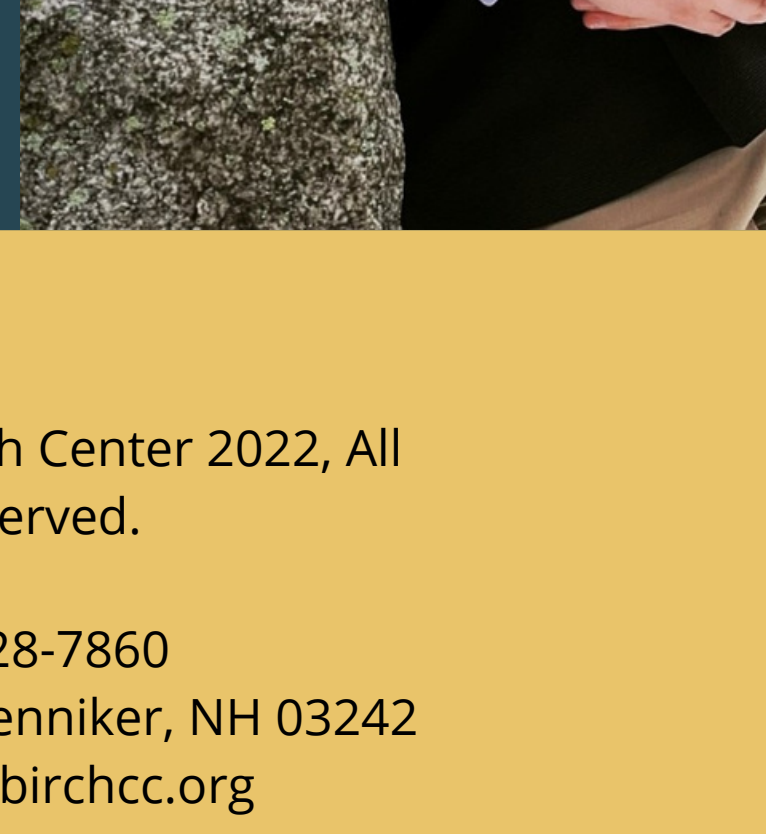 h Center 2022, All
erved.
28-7860
enniker, NH 03242
birchcc.org